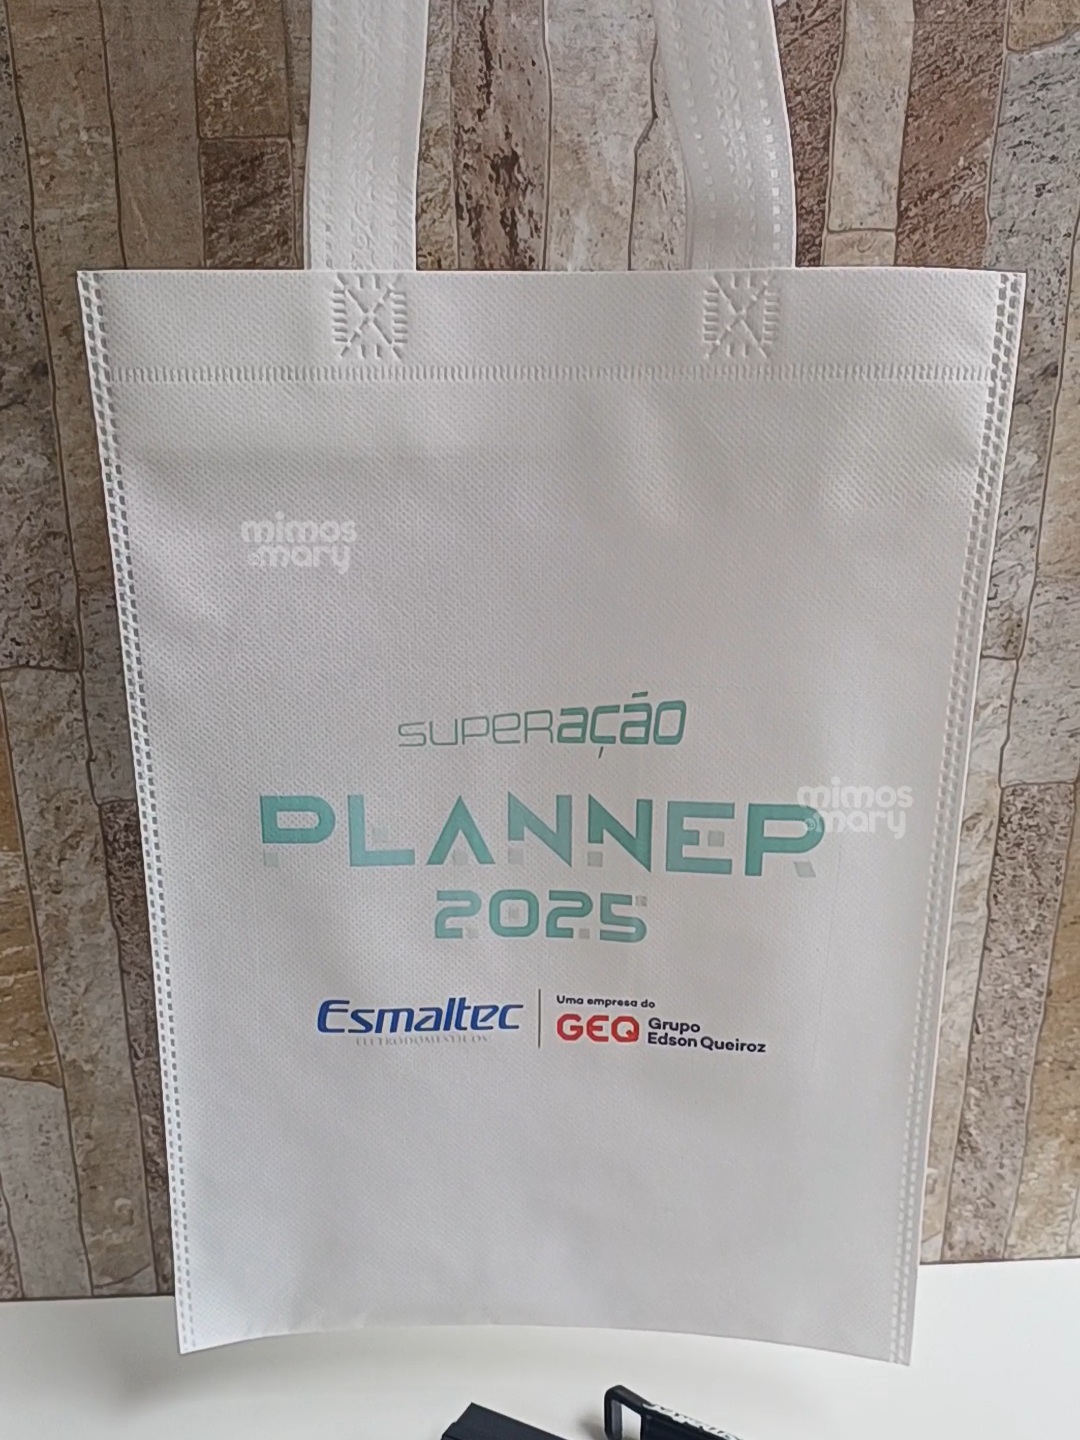 mimos
mary
SUPERAÇÃO
PLANNER
mimos
mary
2025
Esmaltec
ELETRODOMÉSTICOS
Uma empresa do
GEQ Grupo
Edson Queiroz